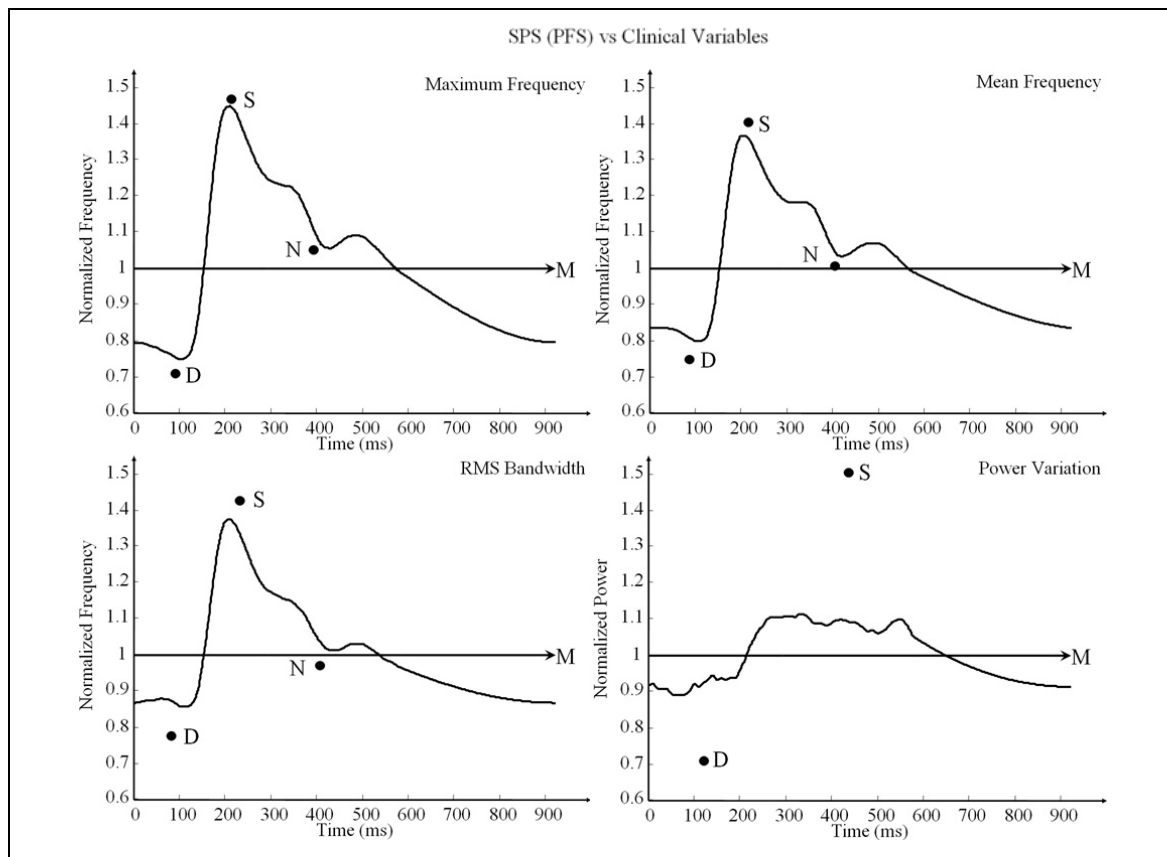 SPS (PFS) vs Clinical Variables
Maximum Frequency
Normalized Frequency
1.5
1.4
1.3
1.2
1.1
1
0.9
0.8
0.7
0.6
S
N
M
D
0 100 200 300 400 500 600 700 800 900
Time (ms)
Mean Frequency
Normalized Frequency
1.5
1.4
1.3
1.2
1.1
1
0.9
0.8
0.7
0.6
S
N
M
D
0 100 200 300 400 500 600 700 800 900
Time (ms)
RMS Bandwidth
Normalized Frequency
1.5
1.4
1.3
1.2
1.1
1
0.9
0.8
0.7
0.6
S
N
M
D
0 100 200 300 400 500 600 700 800 900
Time (ms)
Power Variation
Normalized Power
1.5
1.4
1.3
1.2
1.1
1
0.9
0.8
0.7
0.6
S
M
D
0 100 200 300 400 500 600 700 800 900
Time (ms)